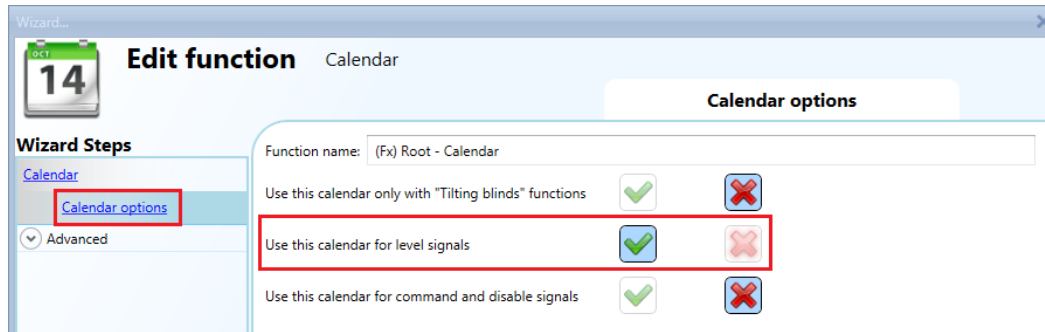 Wizard...
OCT
14
Edit function Calendar
Calendar options
Wizard Steps
Calendar
Calendar options
Advanced
Function name: (Fx) Root - Calendar
Use this calendar only with "Tilting blinds" functions
Use this calendar for level signals
Use this calendar for command and disable signals